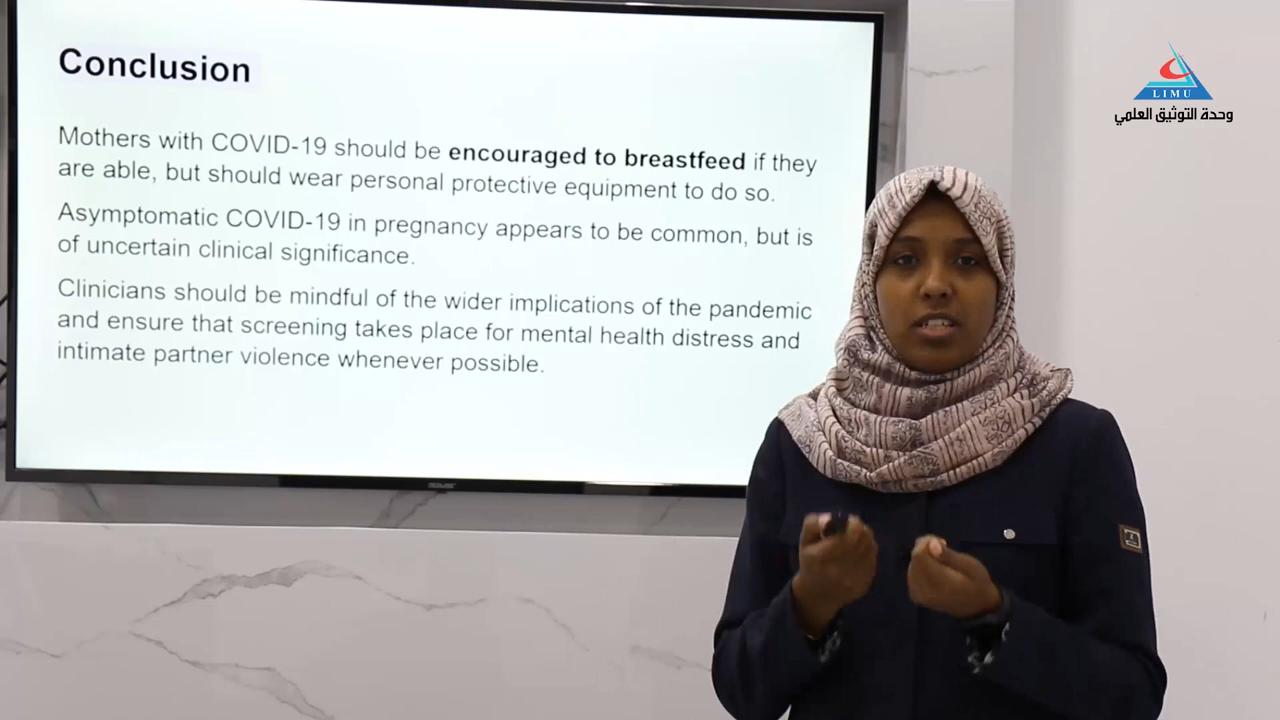 Conclusion
Mothers with COVID-19 should be encouraged to breastfeed if they
are able, but should wear personal protective equipment to do so.
Asymptomatic COVID-19 in pregnancy appears to be common, but is
of uncertain clinical significance.
Clinicians should be mindful of the wider implications of the pandemic
and ensure that screening takes place for mental health distress and
intimate partner violence whenever possible.
LIMU
وحدة التوثيق العلمي